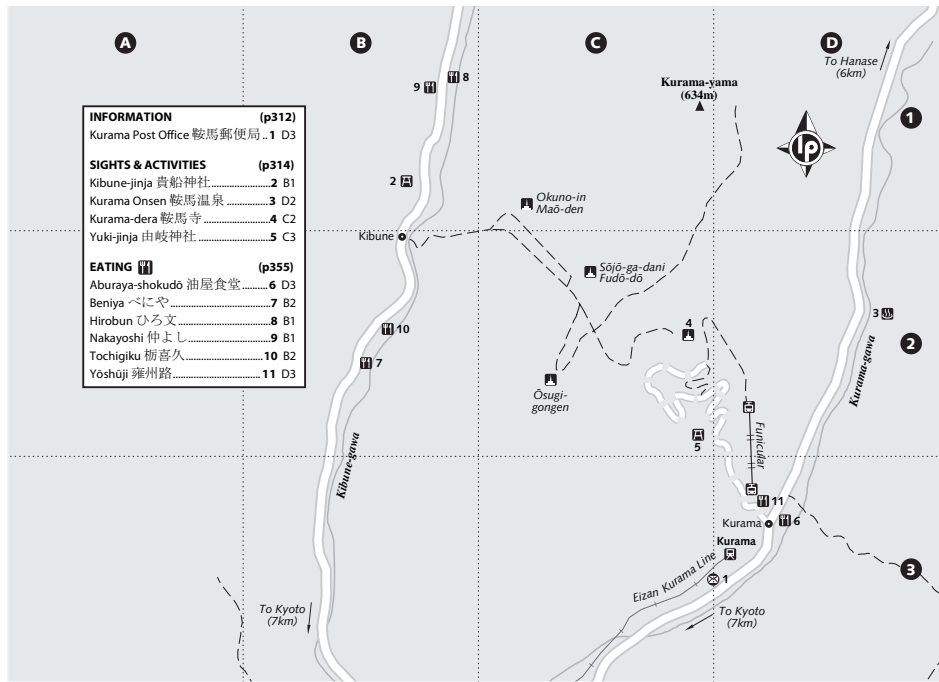 A
B
C
D
To Hanase
(6km)
Kurama-yama
(634m)
9
8
1
INFORMATION (p312)
Kurama Post Office 鞍馬郵便局..1 D3
SIGHTS & ACTIVITIES (p314)
Kibune-jinja 貴船神社......................2 B1
Kurama Onsen 鞍馬温泉................3 D2
Kurama-dera 鞍馬寺........................4 C2
Yuki-jinja 由岐神社............................5 C3
EATING (p355)
Aburaya-shokudō 油屋食堂..........6 D3
Beniya べにや....................................7 B2
Hirobun ひろ文..................................8 B1
Nakayoshi 仲よし..............................9 B1
Tochigiku 栃喜久............................10 B2
Yōshūji 雍州路................................11 D3
lp
2
Okuno-in
Maō-den
Kibune
Sōjō-ga-dani
Fudō-dō
3
4
10
2
7
Ōsugi-
gongen
Kurama-gawa
Funicular
5
Kibune-gawa
11
Kurama
6
Kurama
3
Eizan Kurama Line
1
To Kyoto
(7km)
To Kyoto
(7km)